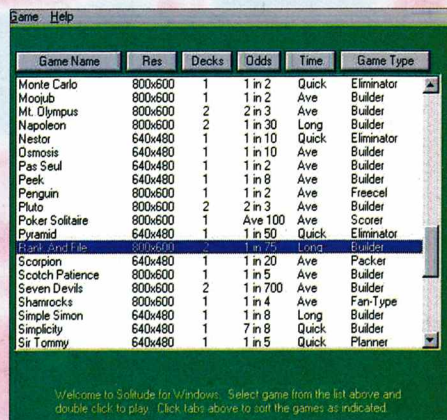 Game Help
Game Name Res Decks Odds Time Game Type
Monte Carlo 800x600 1 1 in 2 Quick Eliminator
Moojub 800x600 1 1 in 2 Ave Builder
Mt. Olympus 800x600 2 2 in 3 Ave Builder
Napoleon 800x600 2 1 in 30 Long Builder
Nestor 640x480 1 1 in 10 Quick Eliminator
Osmosis 640x480 1 1 in 10 Ave Builder
Pas Seul 640x480 1 1 in 2 Ave Builder
Peek 640x480 1 1 in 8 Ave Builder
Penguin 800x600 1 1 in 2 Ave Freecel
Pluto 800x600 2 2 in 3 Ave Builder
Poker Solitaire 800x600 1 Ave 100 Ave Scorer
Pyramid 640x480 1 1 in 50 Quick Eliminator
Rank And File 800x600 2 1 in 75 Long Builder
Scorpion 640x480 1 1 in 20 Ave Packer
Scotch Patience 800x600 1 1 in 5 Ave Builder
Seven Devils 800x600 2 1 in 700 Ave Builder
Shamrocks 800x600 1 1 in 4 Ave Fan-Type
Simple Simon 640x480 1 1 in 8 Long Builder
Simplicity 640x480 1 7 in 8 Quick Builder
Sir Tommy 640x480 1 1 in 5 Quick Planner
Welcome to Solitude for Windows. Select game from the list above and
double click to play. Click tabs above to sort the games as indicated.